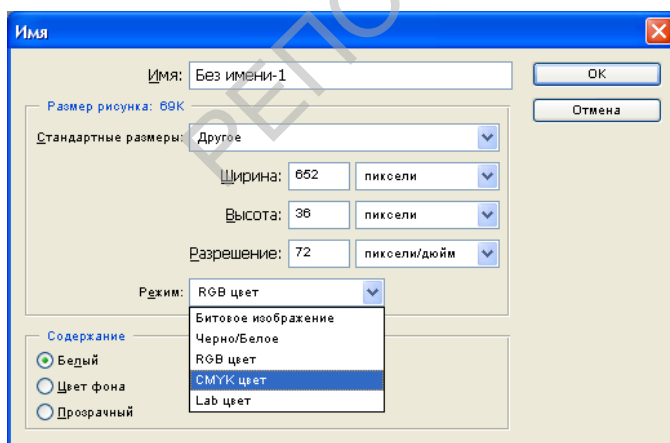 РЕПО
Имя
Имя: Без имени-1
OK
Отмена
Размер рисунка: 69K
Стандартные размеры: Другое
Ширина: 652 пиксели
Высота: 36 пиксели
Разрешение: 72 пиксели/дюйм
Режим: RGB цвет
Битовое изображение
Черно/Белое
RGB цвет
CMYK цвет
Lab цвет
Содержание
Белый
Цвет фона
Прозрачный